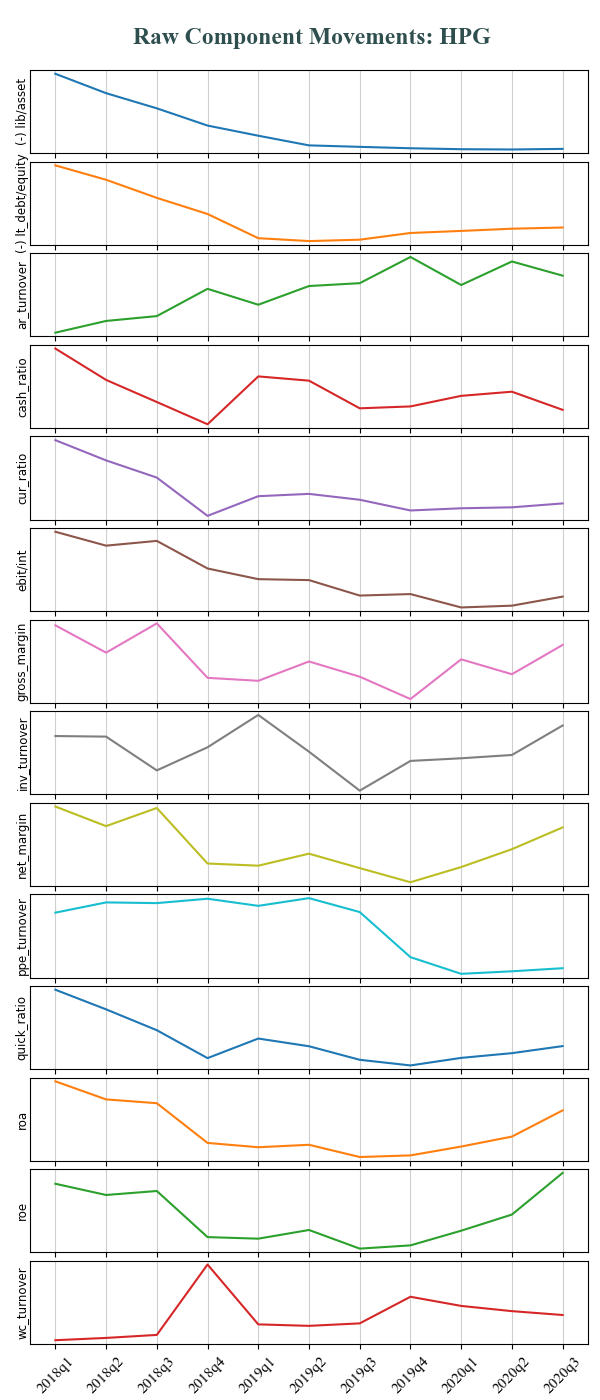 Raw Component Movements: HPG
(-) lib/asset
(-) lt_debt/equity
ar_turnover
cash_ratio
cur_ratio
ebit/int
gross_margin
inv_turnover
net_margin
ppe_turnover
quick_ratio
roa
roe
wc_turnover
2018q1 2018q2 2018q3 2018q4 2019q1 2019q2 2019q3 2019q4 2020q1 2020q2 2020q3